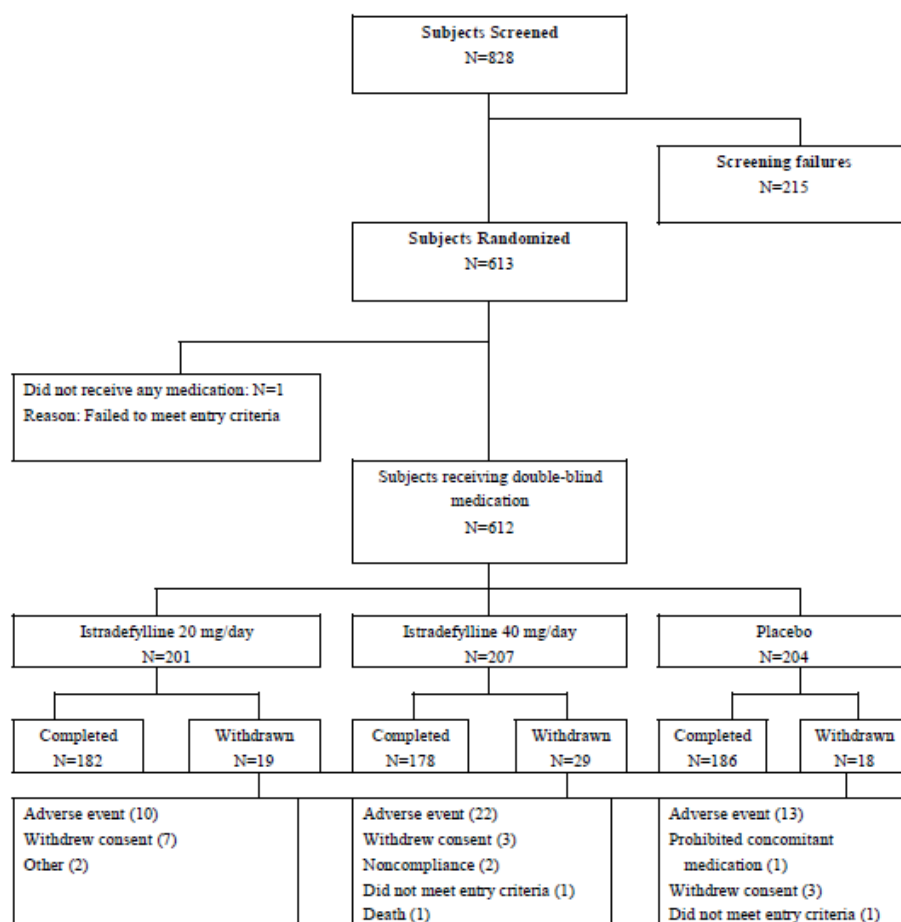 Subjects Screened
N=828
Screening failures
N=215
Subjects Randomized
N=613
Did not receive any medication: N=1
Reason: Failed to meet entry criteria
Subjects receiving double-blind
medication
N=612
Istradefylline 20 mg/day
N=201
Istradefylline 40 mg/day
N=207
Placebo
N=204
Completed
N=182
Withdrawn
N=19
Completed
N=178
Withdrawn
N=29
Completed
N=186
Withdrawn
N=18
Adverse event (10)
Withdrew consent (7)
Other (2)
Adverse event (22)
Withdrew consent (3)
Noncompliance (2)
Did not meet entry criteria (1)
Death (1)
Adverse event (13)
Prohibited concomitant
medication (1)
Withdrew consent (3)
Did not meet entry criteria (1)